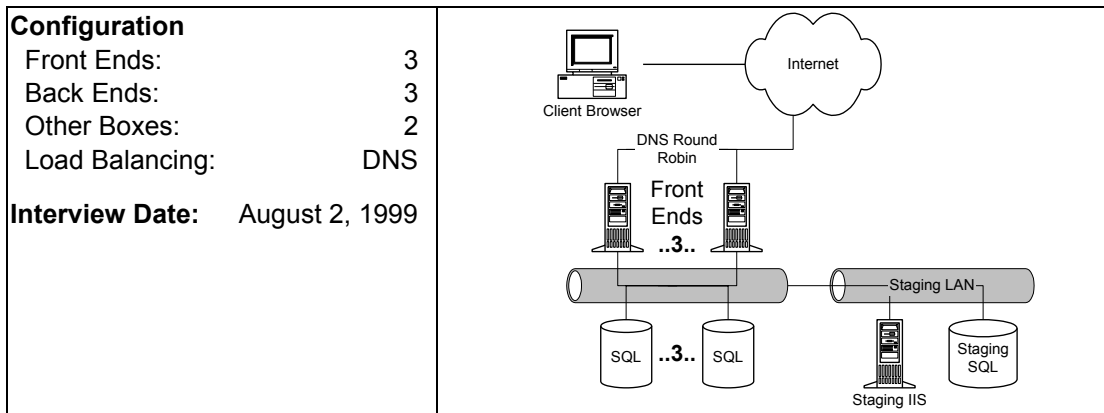 Configuration
Front Ends: 3
Back Ends: 3
Other Boxes: 2
Load Balancing: DNS
Interview Date: August 2, 1999
Internet
Client Browser
DNS Round
Robin
Front
Ends
..3..
Staging LAN
SQL
..3..
SQL
Staging
SQL
Staging IIS